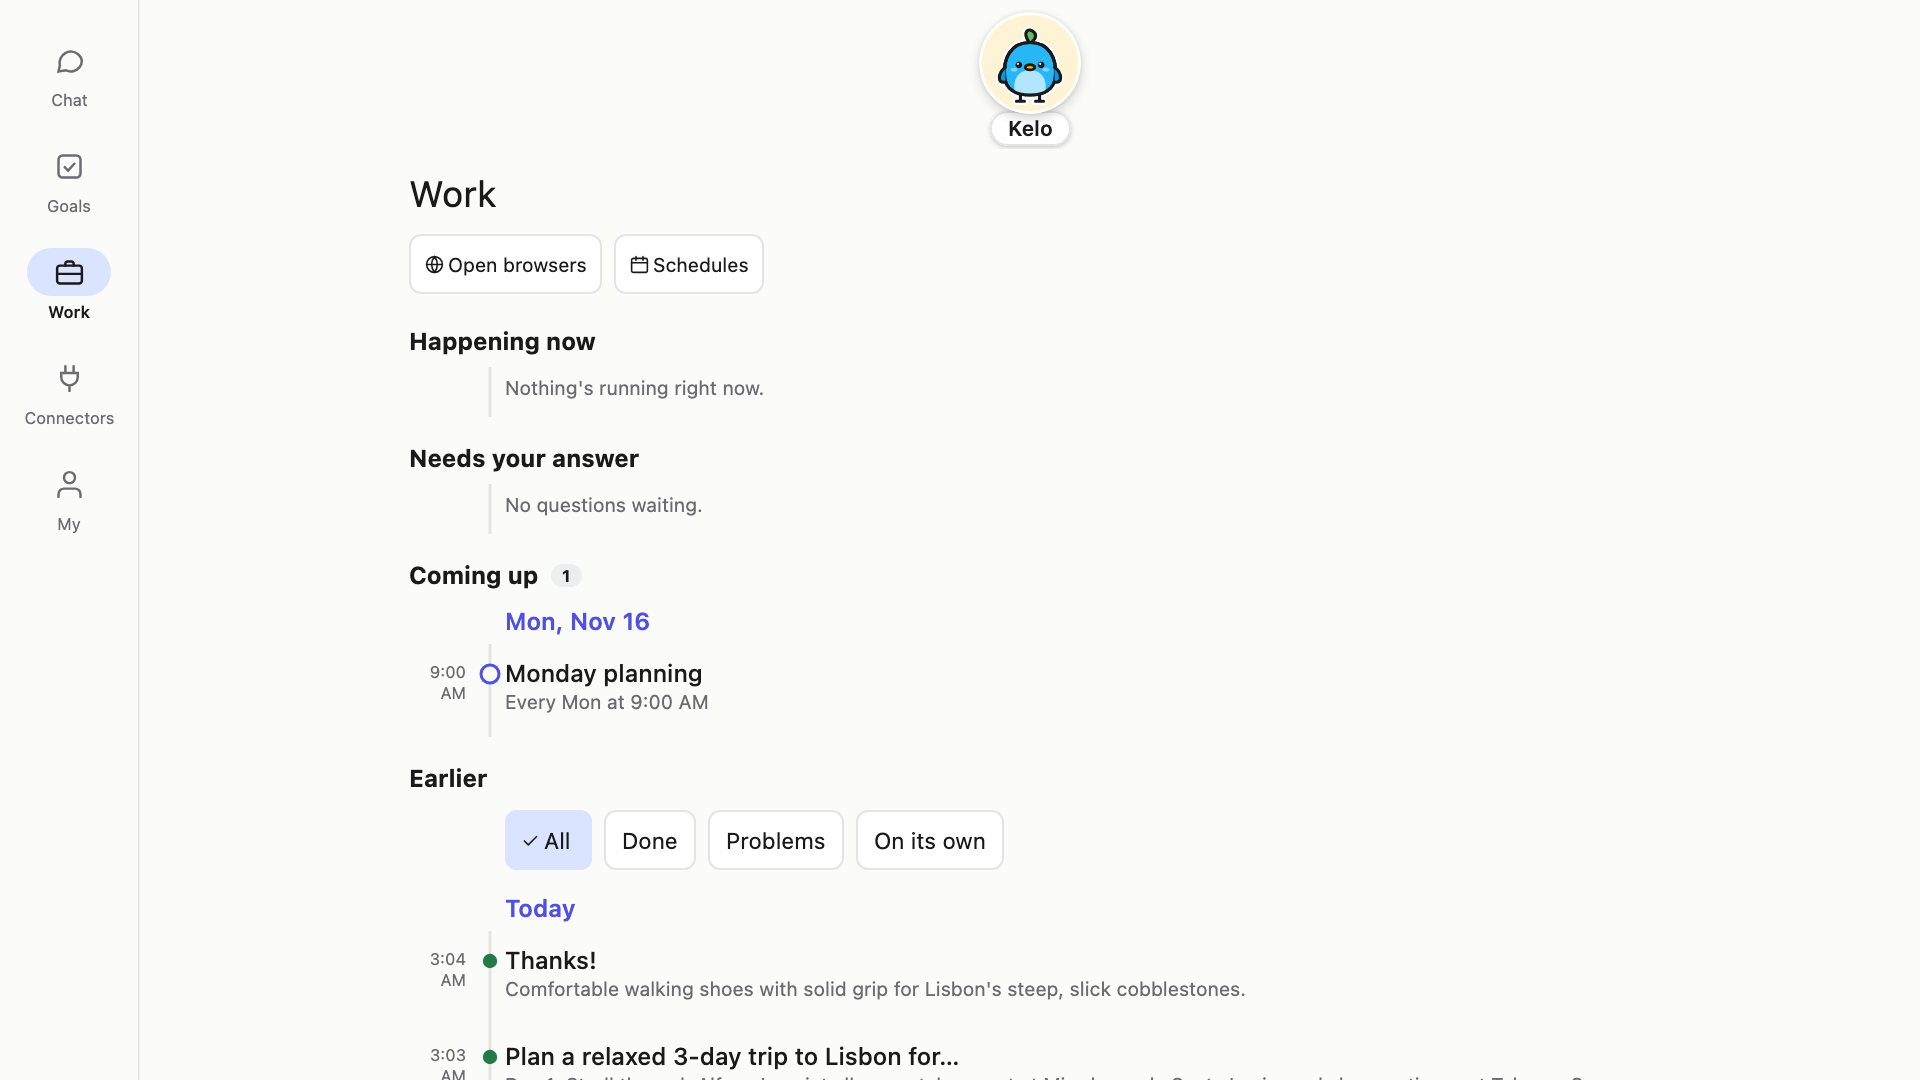 Chat
Goals
Work
Connectors
My
Kelo
Work
Open browsers
Schedules
Happening now
Nothing's running right now.
Needs your answer
No questions waiting.
Coming up 1
Mon, Nov 16
9:00 AM
Monday planning
Every Mon at 9:00 AM
Earlier
All
Done
Problems
On its own
Today
3:04 AM
Thanks!
Comfortable walking shoes with solid grip for Lisbon's steep, slick cobblestones.
3:03 AM
Plan a relaxed 3-day trip to Lisbon for...